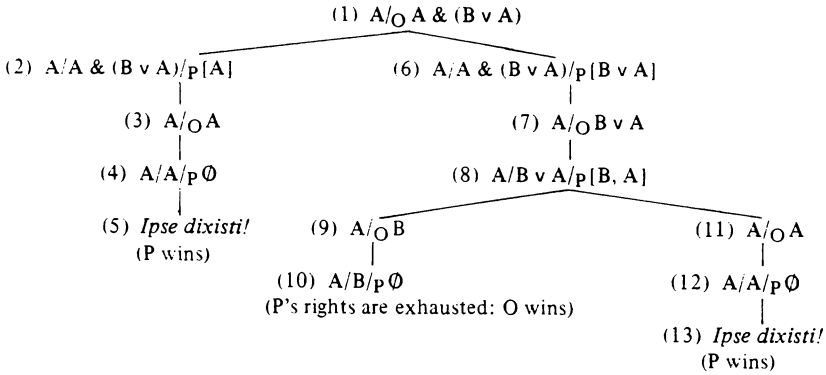 (1) A/O A & (B v A)
(2) A/A & (B v A)/P[A] (6) A/A & (B v A)/P[B v A]
(3) A/O A (7) A/O B v A
(4) A/A/P Ø (8) A/B v A/P[B, A]
(5) Ipse dixisti! (9) A/O B (11) A/O A
(P wins)
(10) A/B/P Ø (12) A/A/P Ø
(P's rights are exhausted: O wins)
(13) Ipse dixisti!
(P wins)